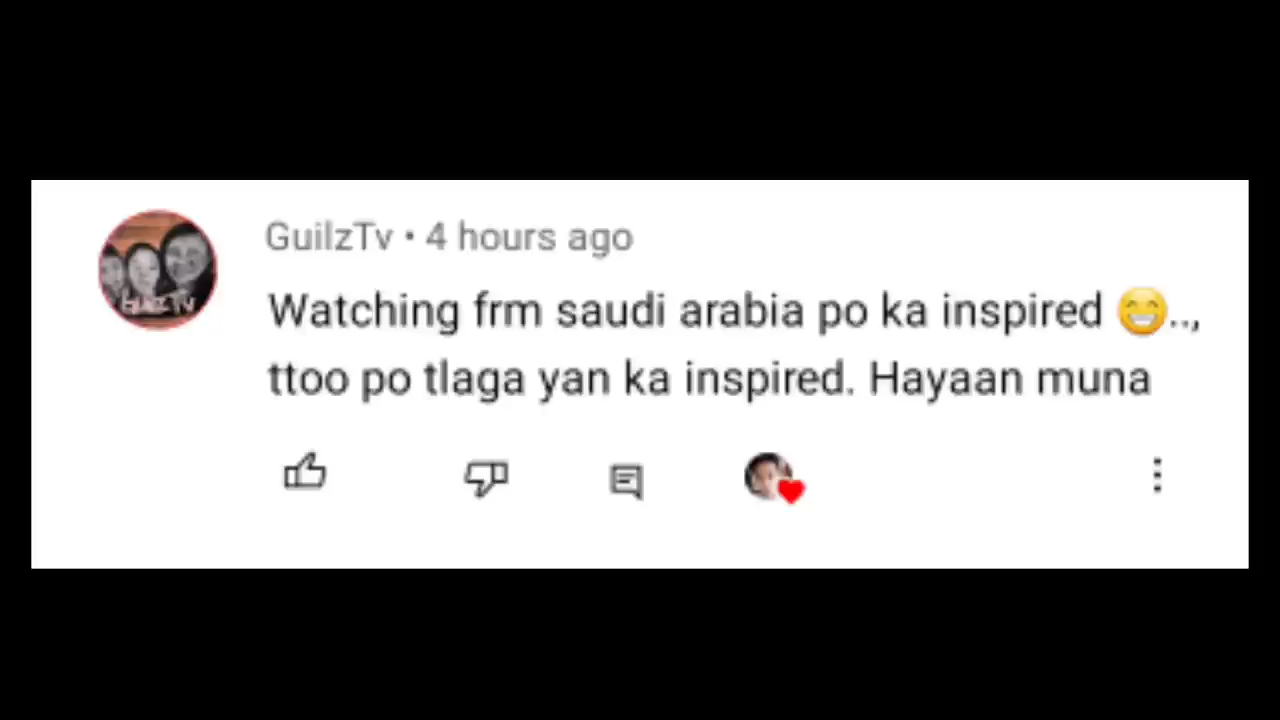 GuilzTv • 4 hours ago
Watching frm saudi arabia po ka inspired 😁..,
ttoo po tlaga yan ka inspired. Hayaan muna
GuilzTv